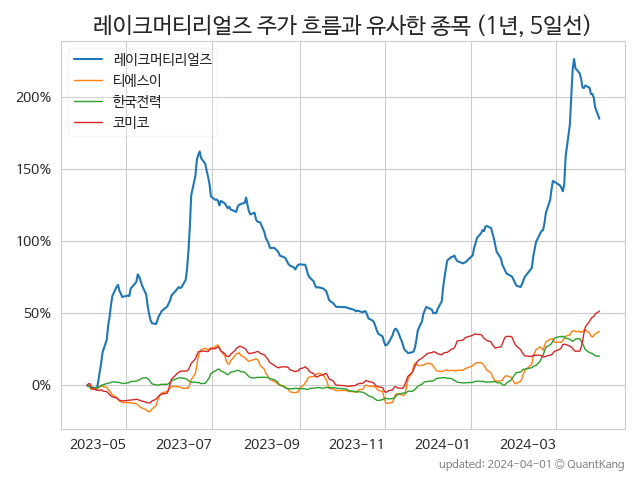 레이크머티리얼즈 주가 흐름과 유사한 종목 (1년, 5일선)
레이크머티리얼즈
티에스이
한국전력
코미코
200%
150%
100%
50%
0%
2023-05 2023-07 2023-09 2023-11 2024-01 2024-03
updated: 2024-04-01 © QuantKang